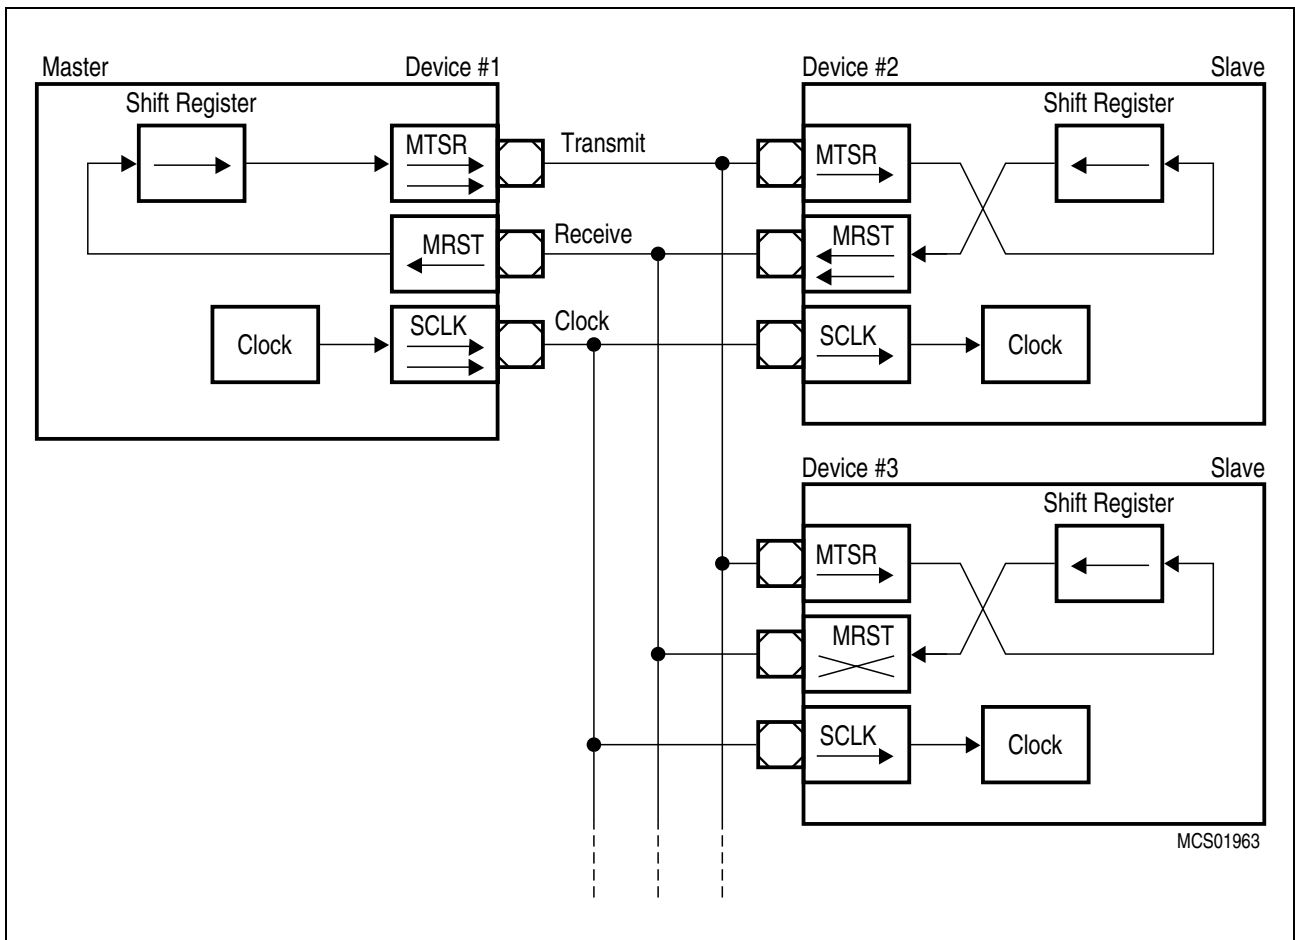 Master Device #1
Shift Register
MTSR
Transmit
MRST
Receive
Clock
SCLK
Clock
Device #2 Slave
Shift Register
MTSR
MRST
SCLK
Clock
Device #3 Slave
Shift Register
MTSR
MRST
SCLK
Clock
MCS01963